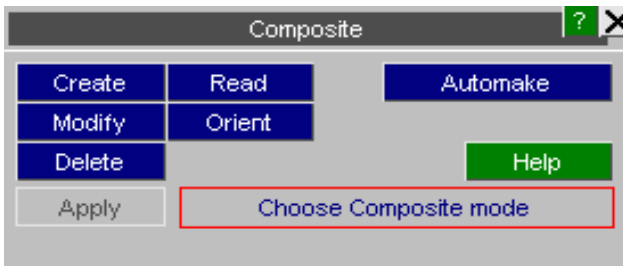 Composite ? X
Create Read Automake
Modify Orient
Delete Help
Apply Choose Composite mode